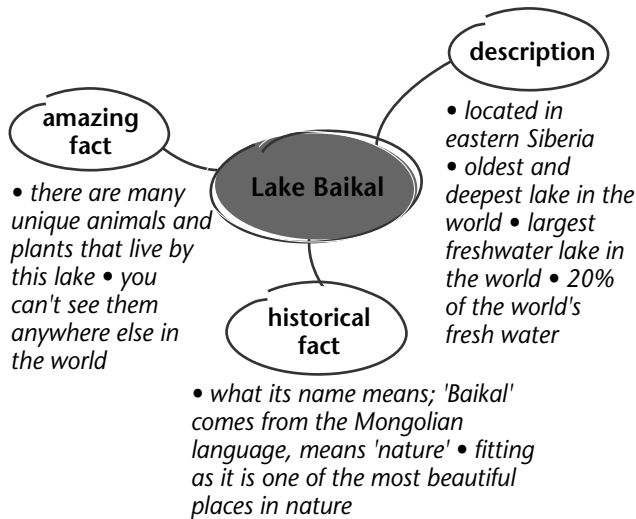 description
• located in
eastern Siberia
• oldest and
deepest lake in the
world • largest
freshwater lake in
the world • 20%
of the world's
fresh water
amazing
fact
• there are many
unique animals and
plants that live by
this lake • you
can't see them
anywhere else in
the world
Lake Baikal
historical
fact
• what its name means; 'Baikal'
comes from the Mongolian
language, means 'nature' • fitting
as it is one of the most beautiful
places in nature